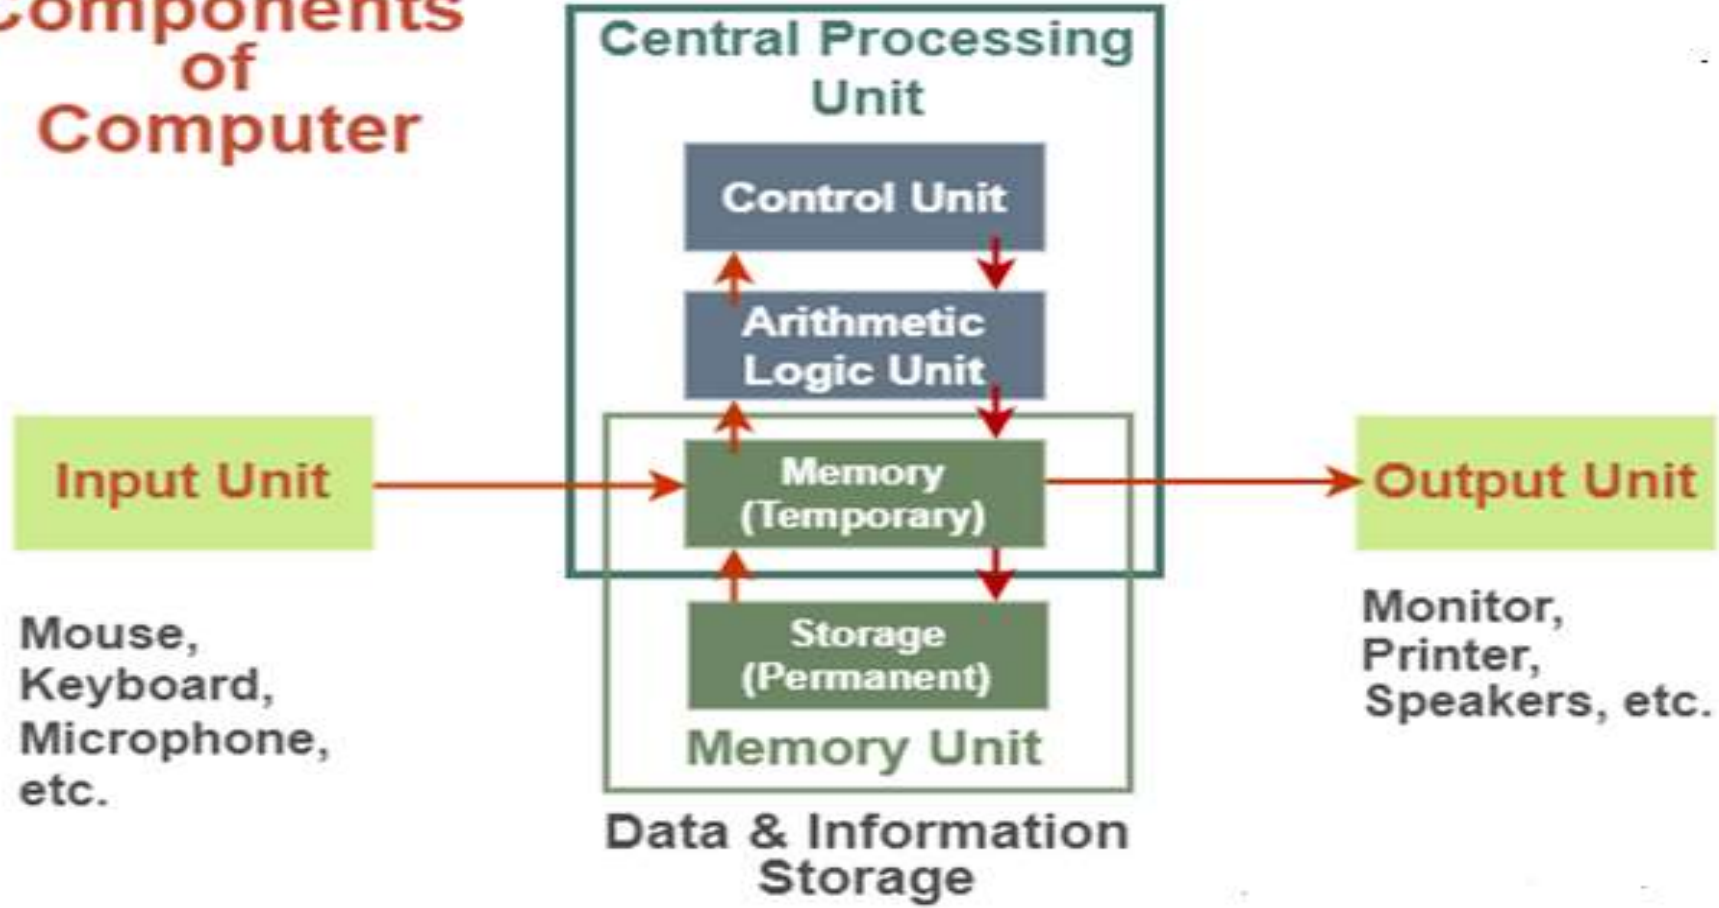 Components
of
Computer
Central Processing
Unit
Control Unit
Arithmetic
Logic Unit
Input Unit
Memory
(Temporary)
Output Unit
Mouse,
Keyboard,
Microphone,
etc.
Storage
(Permanent)
Memory Unit
Data & Information
Storage
Monitor,
Printer,
Speakers, etc.